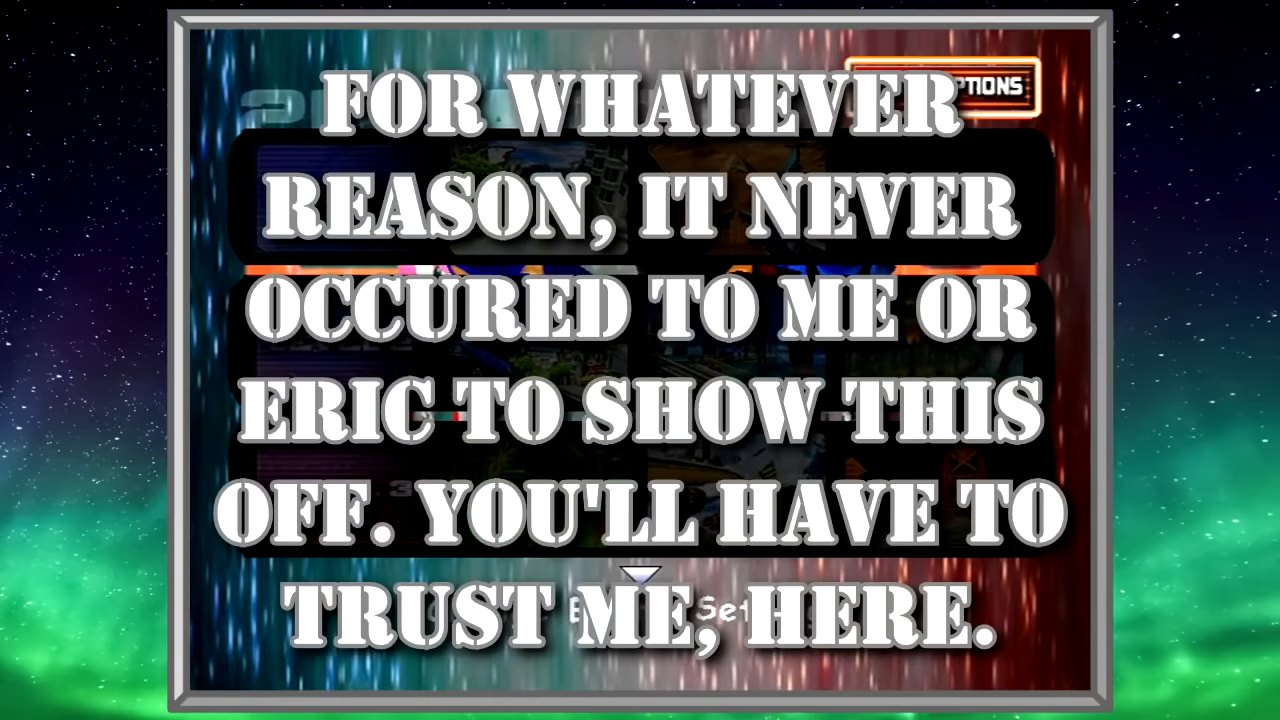 FOR WHATEVER
REASON, IT NEVER
OCCURED TO ME OR
ERIC TO SHOW THIS
OFF. YOU'LL HAVE TO
TRUST ME, HERE.